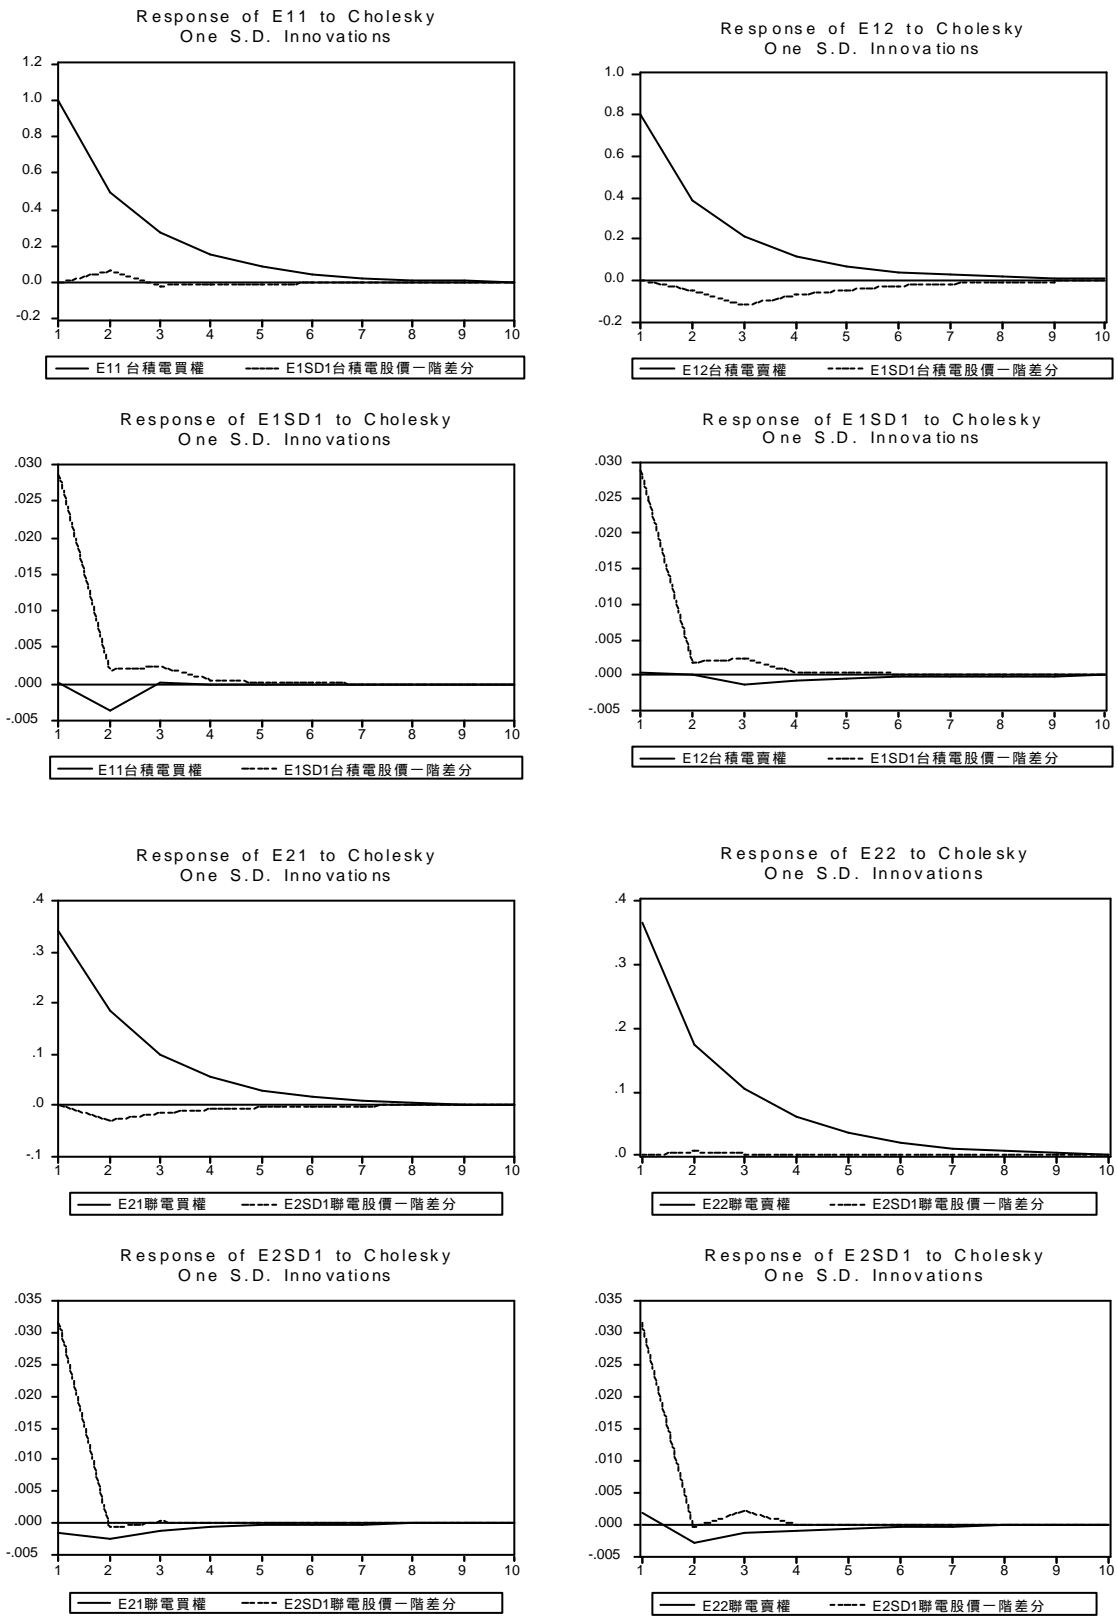 Response of E11 to Cholesky
One S.D. Innovations
1.2
1.0
0.8
0.6
0.4
0.2
0.0
-0.2
1 2 3 4 5 6 7 8 9 10
E11 台積電買權 E1SD1台積電股價一階差分
Response of E12 to Cholesky
One S.D. Innovations
1.0
0.8
0.6
0.4
0.2
0.0
-0.2
1 2 3 4 5 6 7 8 9 10
E12台積電賣權 E1SD1台積電股價一階差分
Response of E1SD1 to Cholesky
One S.D. Innovations
.030
.025
.020
.015
.010
.005
.000
-.005
1 2 3 4 5 6 7 8 9 10
E11台積電買權 E1SD1台積電股價一階差分
Response of E1SD1 to Cholesky
One S.D. Innovations
.030
.025
.020
.015
.010
.005
.000
-.005
1 2 3 4 5 6 7 8 9 10
E12台積電賣權 E1SD1台積電股價一階差分
Response of E21 to Cholesky
One S.D. Innovations
.4
.3
.2
.1
.0
-.1
1 2 3 4 5 6 7 8 9 10
E21聯電買權 E2SD1聯電股價一階差分
Response of E22 to Cholesky
One S.D. Innovations
.4
.3
.2
.1
.0
1 2 3 4 5 6 7 8 9 10
E22聯電賣權 E2SD1聯電股價一階差分
Response of E2SD1 to Cholesky
One S.D. Innovations
.035
.030
.025
.020
.015
.010
.005
.000
-.005
1 2 3 4 5 6 7 8 9 10
E21聯電買權 E2SD1聯電股價一階差分
Response of E2SD1 to Cholesky
One S.D. Innovations
.035
.030
.025
.020
.015
.010
.005
.000
-.005
1 2 3 4 5 6 7 8 9 10
E22聯電賣權 E2SD1聯電股價一階差分